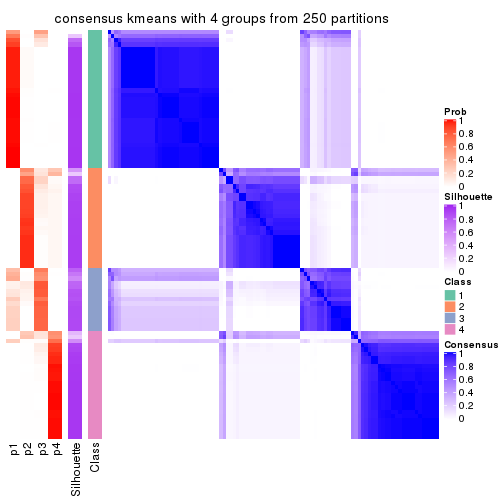 consensus kmeans with 4 groups from 250 partitions
Prob
1
0.8
0.6
0.4
0.2
0
Silhouette
1
0.8
0.6
0.4
0.2
0
Class
1
2
3
4
Consensus
1
0.8
0.6
0.4
0.2
0
p1
p2
p3
p4
Silhouette
Class